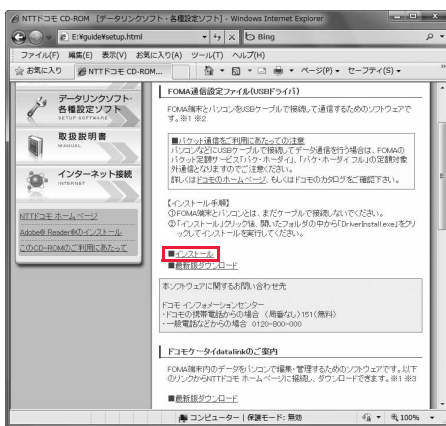 NTTドコモ CD-ROM [データリンクソフト・各種設定ソフト] - Windows Internet Explorer
E:¥guide¥setup.html
Bing
ファイル(F) 編集(E) 表示(V) お気に入り(A) ツール(T) ヘルプ(H)
お気に入り
NTTドコモ CD-ROM...
ページ(P)
セーフティ(S)
データリンクソフト・
各種設定ソフト
SETUP SOFTWARE
取扱説明書
MANUAL
インターネット接続
INTERNET
NTTドコモ ホームページ
Adobe® Reader®のインストール
このCD-ROMのご利用にあたって
FOMA通信設定ファイル(USBドライバ)
FOMA端末とパソコンをUSBケーブルで接続して通信するためのソフトウェアで
す。※1 ※2
■パケット通信をご利用にあたっての注意
パソコンなどにUSBケーブルで接続してデータ通信を行う場合は、FOMAの
パケット定額サービス「パケ・ホーダイ」、「パケ・ホーダイ フル」の定額対象
外通信となりますのでご注意ください。
詳しくはドコモのホームページ、もしくはドコモのカタログをご確認下さい。
【インストール手順】
①FOMA端末とパソコンとは、まだケーブルで接続しないでください。
②「インストール」クリック後、開いたフォルダの中から「DriverInstall.exe」をクリ
ックしてインストールを実行してください。
■インストール
■最新版ダウンロード
本ソフトウェアに関するお問い合わせ先
ドコモ インフォメーションセンター
・ドコモの携帯電話からの場合 (局番なし)151(無料)
・一般電話などからの場合 0120-800-000
ドコモケータイdatalinkのご案内
FOMA端末内のデータをパソコンで編集・管理するためのソフトウェアです。以下
のリンクからNTTドコモ ホームページに接続し、ダウンロードできます。※1 ※3
■最新版ダウンロード
コンピューター | 保護モード: 無効
100%